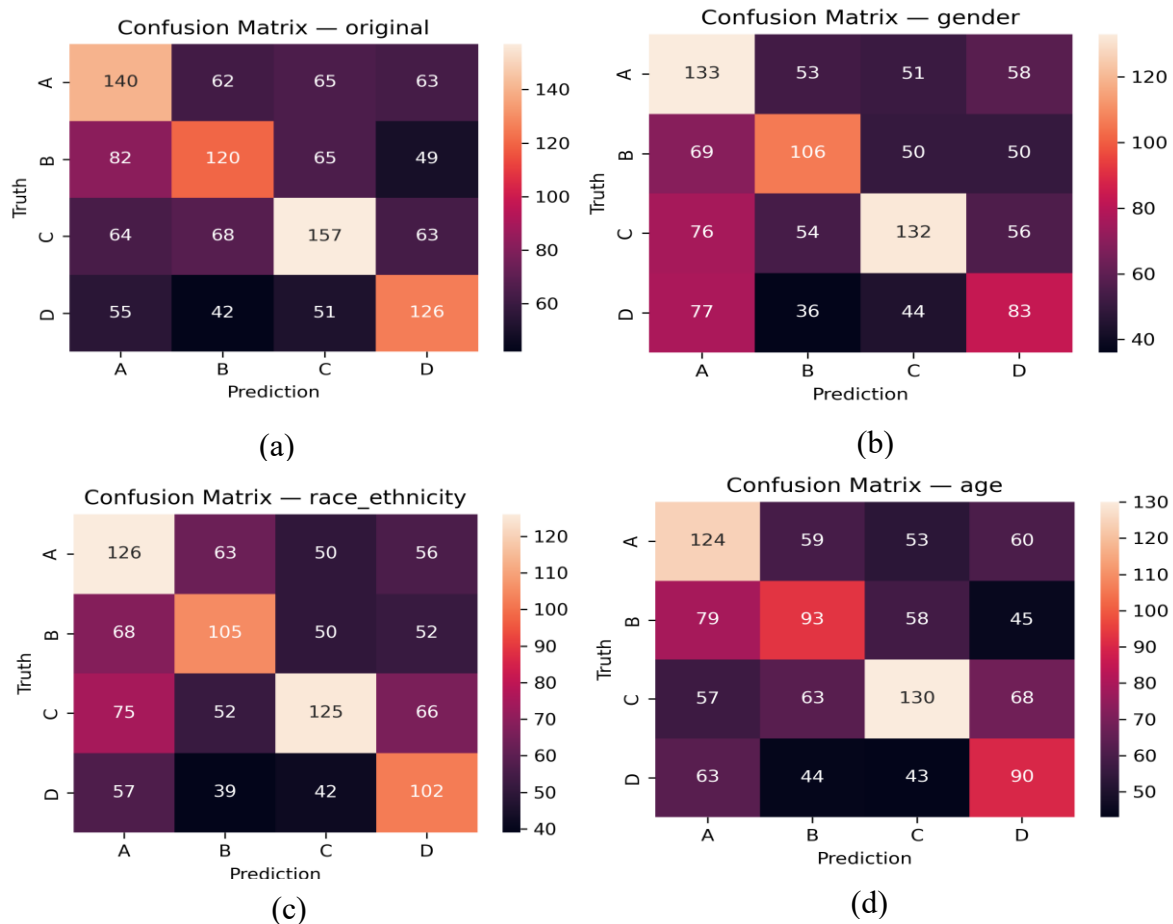 Confusion Matrix — original
A 140 62 65 63
B 82 120 65 49
C 64 68 157 63
D 55 42 51 126
A B C D
Prediction
Truth
140
120
100
80
60
(a)
Confusion Matrix — gender
A 133 53 51 58
B 69 106 50 50
C 76 54 132 56
D 77 36 44 83
A B C D
Prediction
Truth
120
100
80
60
40
(b)
Confusion Matrix — race_ethnicity
A 126 63 50 56
B 68 105 50 52
C 75 52 125 66
D 57 39 42 102
A B C D
Prediction
Truth
120
110
100
90
80
70
60
50
40
(c)
Confusion Matrix — age
A 124 59 53 60
B 79 93 58 45
C 57 63 130 68
D 63 44 43 90
A B C D
Prediction
Truth
130
120
110
100
90
80
70
60
50
(d)